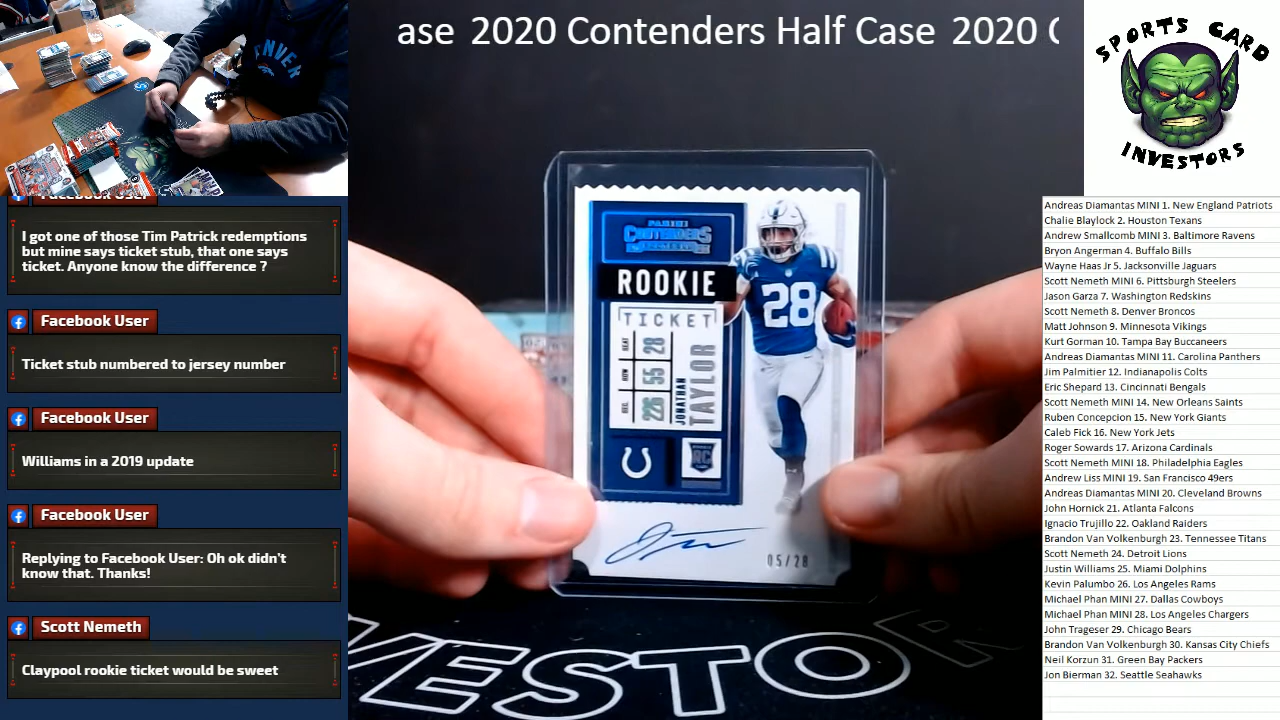 ase 2020 Contenders Half Case 2020 C
SPORTS CARD
INVESTORS
Facebook User
I got one of those Tim Patrick redemptions
but mine says ticket stub, that one says
ticket. Anyone know the difference ?
Facebook User
Ticket stub numbered to jersey number
Facebook User
Williams in a 2019 update
Facebook User
Replying to Facebook User: Oh ok didn't
know that. Thanks!
Scott Nemeth
Claypool rookie ticket would be sweet
PANINI
CONTENDERS
ROOKIE
TICKET
SEAT 28
ROW 55
SEC. 226
JONATHAN
TAYLOR
28
RC
05/28
VESTOR
Andreas Diamantas MINI 1. New England Patriots
Chalie Blaylock 2. Houston Texans
Andrew Smallcomb MINI 3. Baltimore Ravens
Bryon Angerman 4. Buffalo Bills
Wayne Haas Jr 5. Jacksonville Jaguars
Scott Nemeth MINI 6. Pittsburgh Steelers
Jason Garza 7. Washington Redskins
Scott Nemeth 8. Denver Broncos
Matt Johnson 9. Minnesota Vikings
Kurt Gorman 10. Tampa Bay Buccaneers
Andreas Diamantas MINI 11. Carolina Panthers
Jim Palmitier 12. Indianapolis Colts
Eric Shepard 13. Cincinnati Bengals
Scott Nemeth MINI 14. New Orleans Saints
Ruben Concepcion 15. New York Giants
Caleb Fick 16. New York Jets
Roger Sowards 17. Arizona Cardinals
Scott Nemeth MINI 18. Philadelphia Eagles
Andrew Liss MINI 19. San Francisco 49ers
Andreas Diamantas MINI 20. Cleveland Browns
John Hornick 21. Atlanta Falcons
Ignacio Trujillo 22. Oakland Raiders
Brandon Van Volkenburgh 23. Tennessee Titans
Scott Nemeth 24. Detroit Lions
Justin Williams 25. Miami Dolphins
Kevin Palumbo 26. Los Angeles Rams
Michael Phan MINI 27. Dallas Cowboys
Michael Phan MINI 28. Los Angeles Chargers
John Trageser 29. Chicago Bears
Brandon Van Volkenburgh 30. Kansas City Chiefs
Neil Korzun 31. Green Bay Packers
Jon Bierman 32. Seattle Seahawks